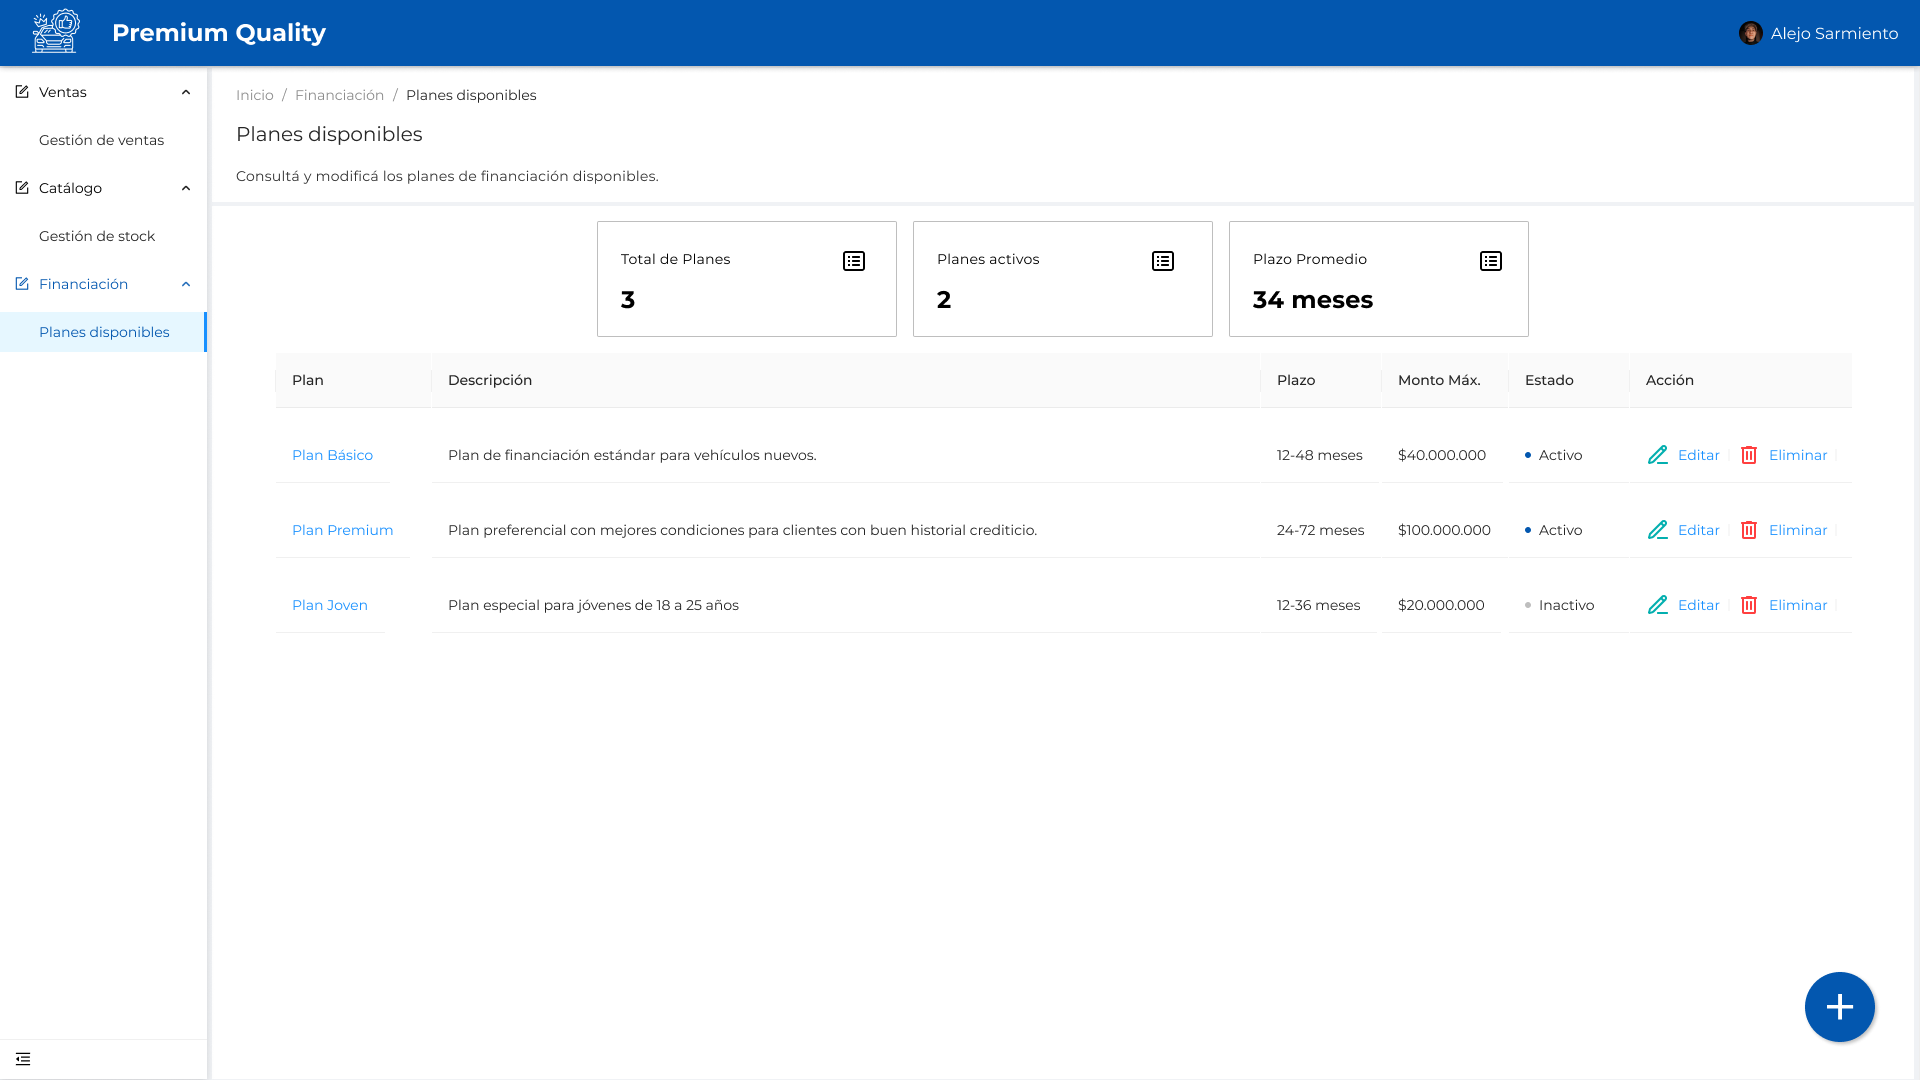 Premium Quality
Alejo Sarmiento
Ventas
Gestión de ventas
Catálogo
Gestión de stock
Financiación
Planes disponibles
Inicio / Financiación / Planes disponibles
Planes disponibles
Consultá y modificá los planes de financiación disponibles.
Total de Planes
3
Planes activos
2
Plazo Promedio
34 meses
Plan Descripción Plazo Monto Máx. Estado Acción
Plan Básico Plan de financiación estándar para vehículos nuevos. 12-48 meses $40.000.000 Activo Editar Eliminar
Plan Premium Plan preferencial con mejores condiciones para clientes con buen historial crediticio. 24-72 meses $100.000.000 Activo Editar Eliminar
Plan Joven Plan especial para jóvenes de 18 a 25 años 12-36 meses $20.000.000 Inactivo Editar Eliminar